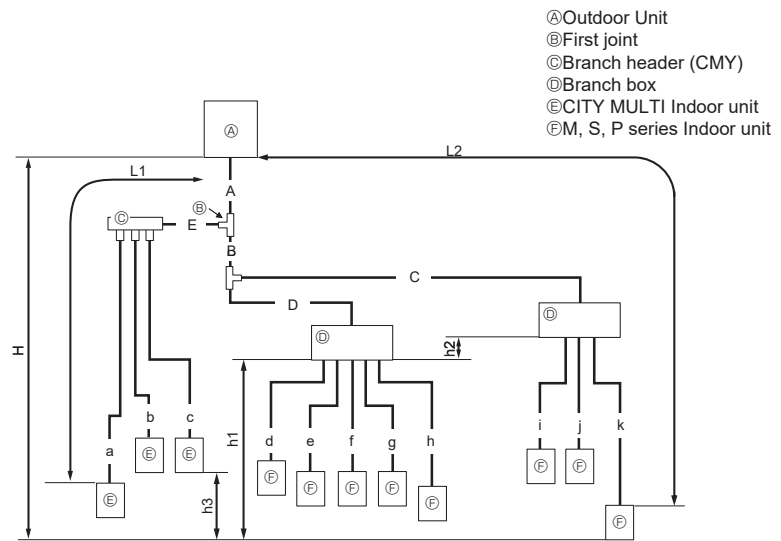 ⒶOutdoor Unit
ⒷFirst joint
ⒸBranch header (CMY)
ⒹBranch box
ⒺCITY MULTI Indoor unit
ⒻM, S, P series Indoor unit
Ⓐ
L2
L1
A
Ⓑ
Ⓒ
E
B
C
D
Ⓓ
Ⓓ
H
h2
h1
h3
a
b
c
d
e
f
g
h
i
j
k
Ⓔ
Ⓔ
Ⓔ
Ⓕ
Ⓕ
Ⓕ
Ⓕ
Ⓕ
Ⓕ
Ⓕ
Ⓕ